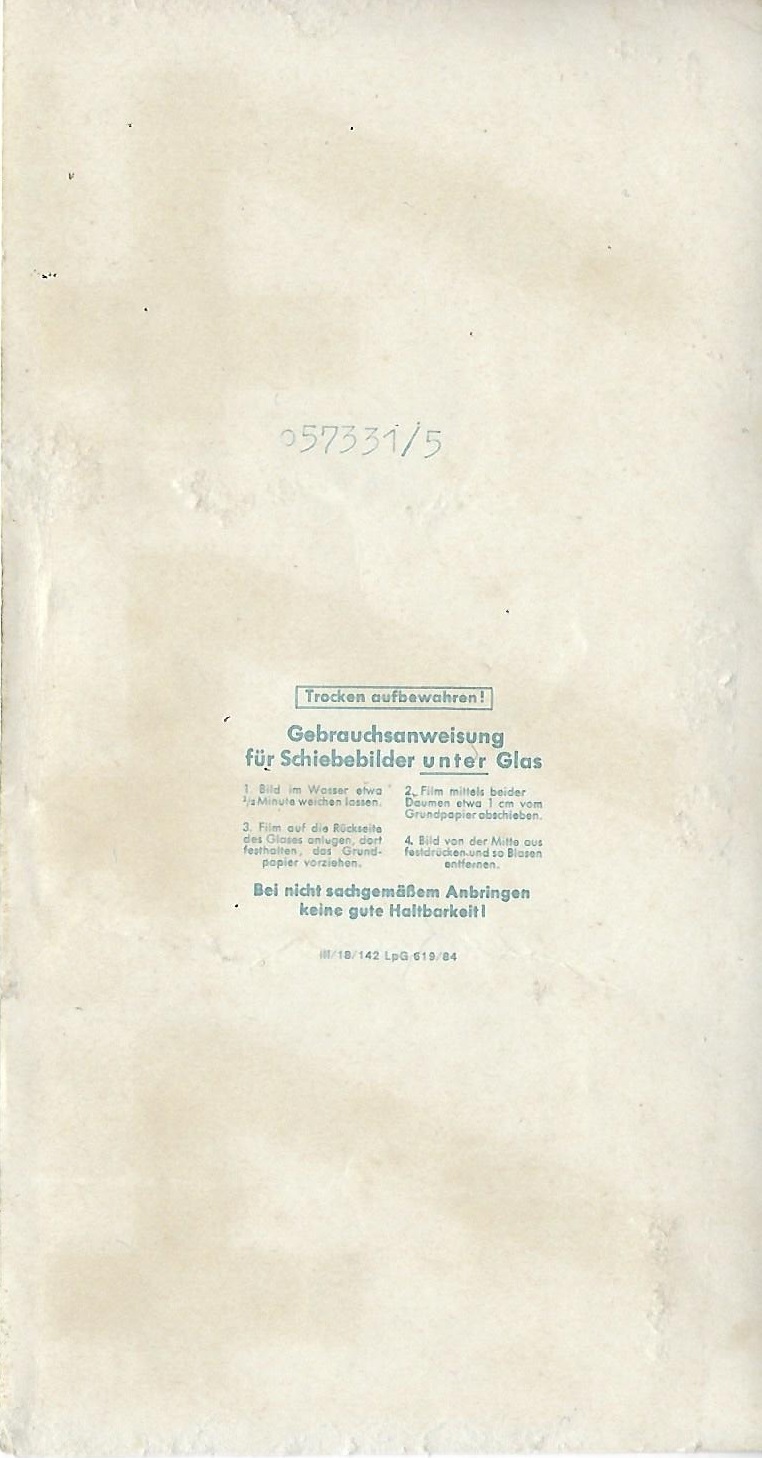 057331/5
Trocken aufbewahren!
Gebrauchsanweisung
für Schiebebilder unter Glas
1. Bild im Wasser etwa
½ Minute weichen lassen.
2. Film mittels beider
Daumen etwa 1 cm vom
Grundpapier abschieben.
3. Film auf die Rückseite
des Glases anlegen, dort
festhalten, das Grund-
papier vorziehen.
4. Bild von der Mitte aus
festdrücken und so Blasen
entfernen.
Bei nicht sachgemäßem Anbringen
keine gute Haltbarkeit!
III/18/142 LpG 619/84